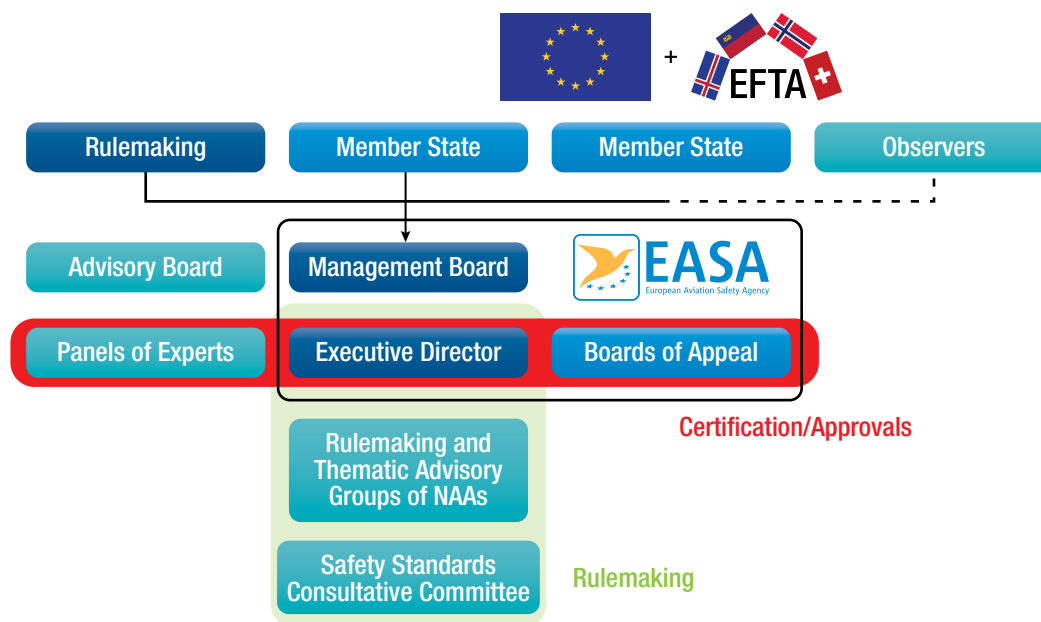 +
EFTA
Rulemaking
Member State
Member State
Observers
Advisory Board
Management Board
EASA
European Aviation Safety Agency
Panels of Experts
Executive Director
Boards of Appeal
Certification/Approvals
Rulemaking and
Thematic Advisory
Groups of NAAs
Safety Standards
Consultative Committee
Rulemaking